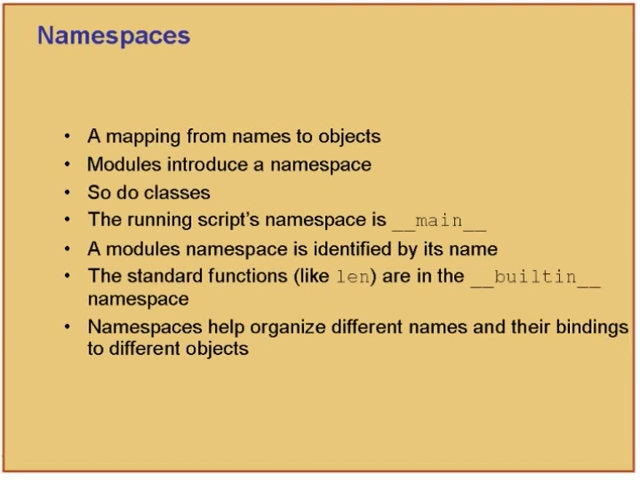 Namespaces
• A mapping from names to objects
• Modules introduce a namespace
• So do classes
• The running script's namespace is __main__
• A modules namespace is identified by its name
• The standard functions (like len) are in the __builtin__
namespace
• Namespaces help organize different names and their bindings
to different objects